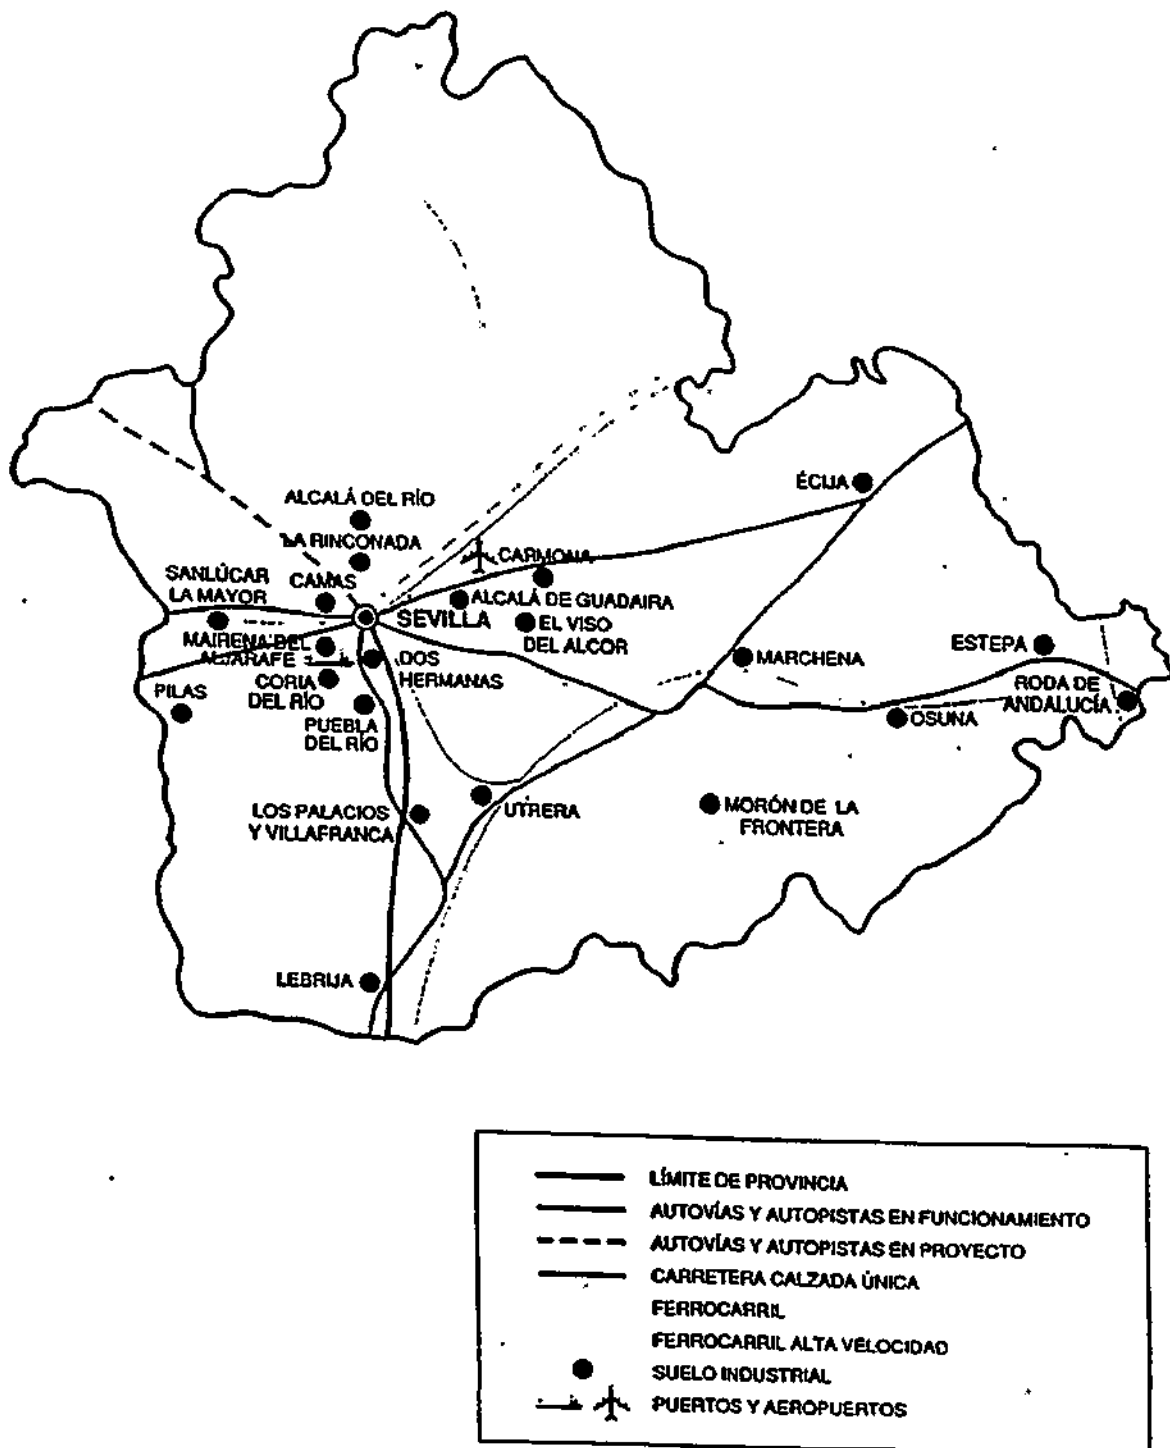 ÉCIJA
ALCALÁ DEL RÍO
LA RINCONADA
CARMONA
SANLÚCAR
LA MAYOR
CAMAS
ALCALÁ DE GUADAIRA
SEVILLA
EL VISO
DEL ALCOR
MAIRENA DEL
ALJARAFE
DOS
HERMANAS
MARCHENA
ESTEPA
PILAS
CORIA
DEL RÍO
RODA DE
ANDALUCÍA
PUEBLA
DEL RÍO
OSUNA
LOS PALACIOS
Y VILLAFRANCA
UTRERA
MORÓN DE LA
FRONTERA
LEBRIJA
LÍMITE DE PROVINCIA
AUTOVÍAS Y AUTOPISTAS EN FUNCIONAMIENTO
AUTOVÍAS Y AUTOPISTAS EN PROYECTO
CARRETERA CALZADA ÚNICA
FERROCARRIL
FERROCARRIL ALTA VELOCIDAD
SUELO INDUSTRIAL
PUERTOS Y AEROPUERTOS